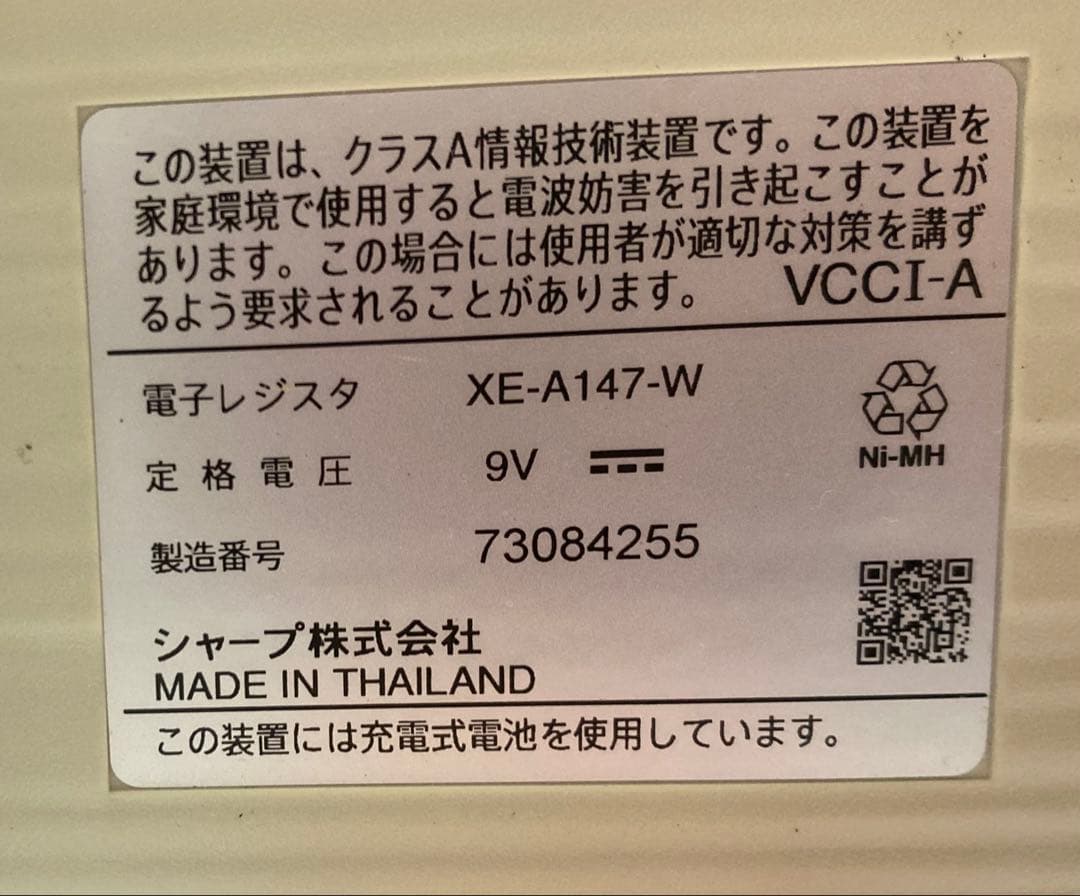 この装置は、クラスA情報技術装置です。この装置を
家庭環境で使用すると電波妨害を引き起こすことが
あります。この場合には使用者が適切な対策を講ず
るよう要求されることがあります。 VCCI-A
電子レジスタ XE-A147-W
定格電圧 9V
Ni-MH
製造番号 73084255
シャープ株式会社
MADE IN THAILAND
この装置には充電式電池を使用しています。